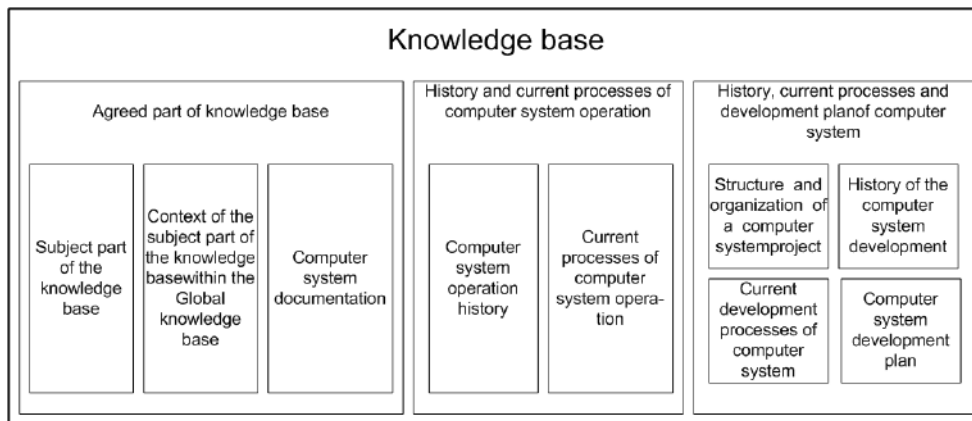 Knowledge base
Agreed part of knowledge base
Subject part
of the
knowledge
base
Context of the
subject part of
the knowledge
basewithin the
Global
knowledge
base
Computer
system
documentation
History and current processes of
computer system operation
Computer
system
operation
history
Current
processes of
computer
system opera-
tion
History, current processes and
development planof computer
system
Structure and
organization of
a computer
systemproject
History of the
computer
system
development
Current
development
processes of
computer
system
Computer
system
development
plan